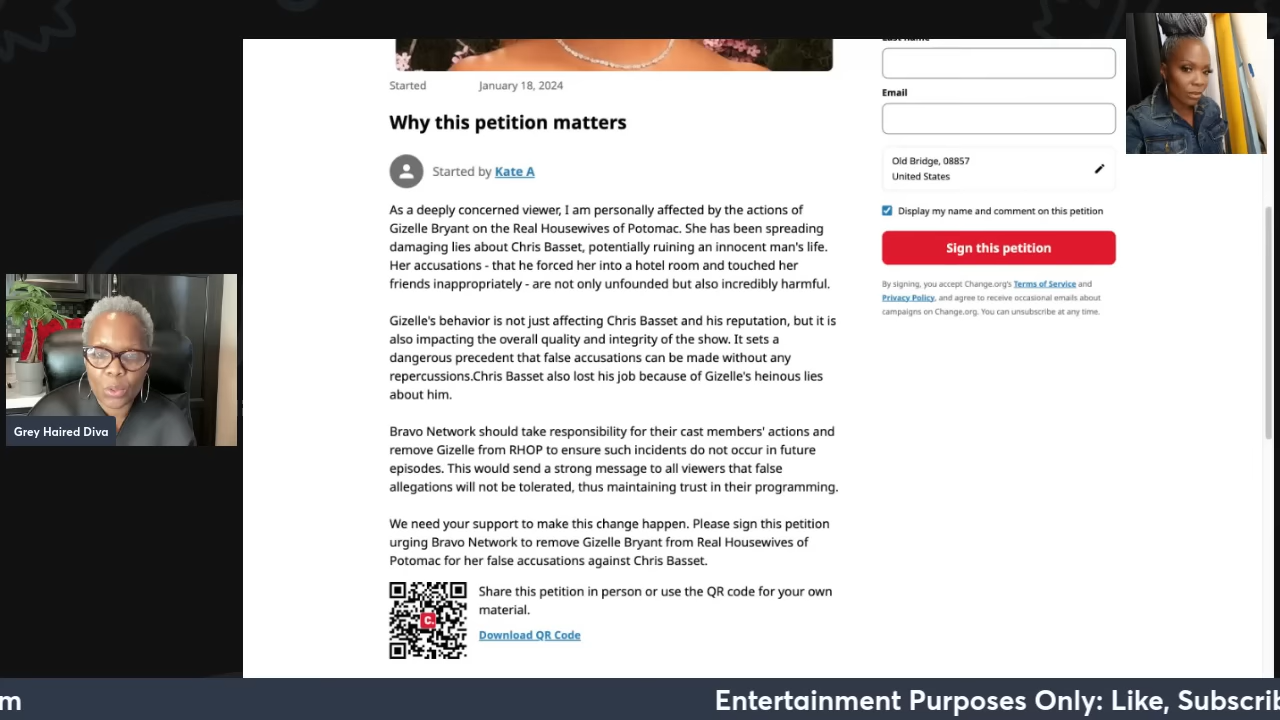 Started January 18, 2024
Why this petition matters
Started by Kate A
As a deeply concerned viewer, I am personally affected by the actions of
Gizelle Bryant on the Real Housewives of Potomac. She has been spreading
damaging lies about Chris Basset, potentially ruining an innocent man's life.
Her accusations - that he forced her into a hotel room and touched her
friends inappropriately - are not only unfounded but also incredibly harmful.
Gizelle's behavior is not just affecting Chris Basset and his reputation, but it is
also impacting the overall quality and integrity of the show. It sets a
dangerous precedent that false accusations can be made without any
repercussions.Chris Basset also lost his job because of Gizelle's heinous lies
about him.
Bravo Network should take responsibility for their cast members' actions and
remove Gizelle from RHOP to ensure such incidents do not occur in future
episodes. This would send a strong message to all viewers that false
allegations will not be tolerated, thus maintaining trust in their programming.
We need your support to make this change happen. Please sign this petition
urging Bravo Network to remove Gizelle Bryant from Real Housewives of
Potomac for her false accusations against Chris Basset.
C.
Share this petition in person or use the QR code for your own
material.
Download QR Code
Last name
Email
Old Bridge, 08857
United States
Display my name and comment on this petition
Sign this petition
By signing, you accept Change.org's Terms of Service and
Privacy Policy, and agree to receive occasional emails about
campaigns on Change.org. You can unsubscribe at any time.
Grey Haired Diva
m Entertainment Purposes Only: Like, Subscrib